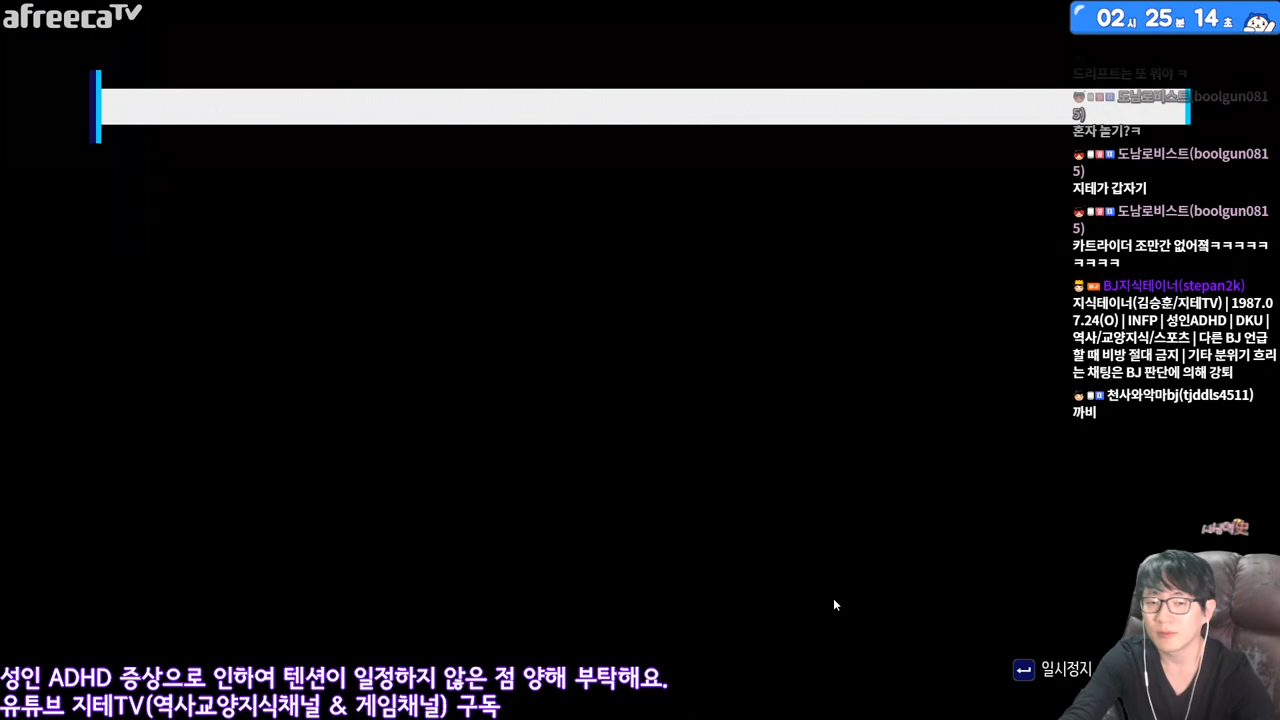 afreecaTV
02시 25분 14초
드리프트는 또 뭐야 ㅋ
도남로비스트(boolgun081
5)
혼자 놀기?ㅋ
도남로비스트(boolgun081
5)
지테가 갑자기
도남로비스트(boolgun081
5)
카트라이더 조만간 없어졐ㅋㅋㅋㅋㅋ
ㅋㅋㅋㅋ
BJ지식테이너(stepan2k)
지식테이너(김승훈/지테TV) | 1987.0
7.24(O) | INFP | 성인ADHD | DKU |
역사/교양지식/스포츠 | 다른 BJ 언급
할 때 비방 절대 금지 | 기타 분위기 흐리
는 채팅은 BJ 판단에 의해 강퇴
천사와악마bj(tjddls4511)
까비
일시정지
성인 ADHD 증상으로 인하여 텐션이 일정하지 않은 점 양해 부탁해요.
유튜브 지테TV(역사교양지식채널 & 게임채널) 구독